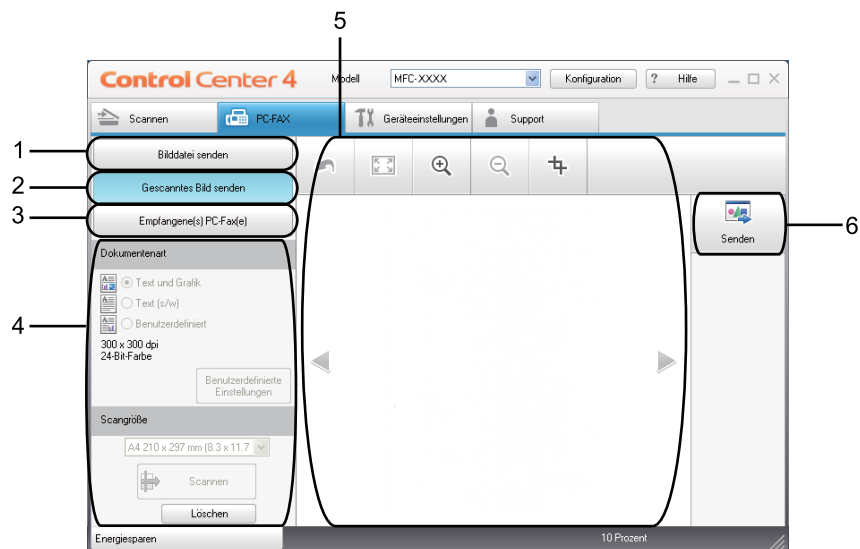 5
Control Center 4 Modell MFC-XXXX Konfiguration ? Hilfe
Scannen PC-FAX Geräteeinstellungen Support
1 Bilddatei senden
2 Gescanntes Bild senden
3 Empfangene(s) PC-Fax(e)
Senden 6
Dokumentenart
Text und Grafik
Text (s/w)
4 Benutzerdefiniert
300 x 300 dpi
24-Bit-Farbe
Benutzerdefinierte
Einstellungen
Scangröße
A4 210 x 297 mm (8.3 x 11.7
Scannen
Löschen
Energiesparen 10 Prozent